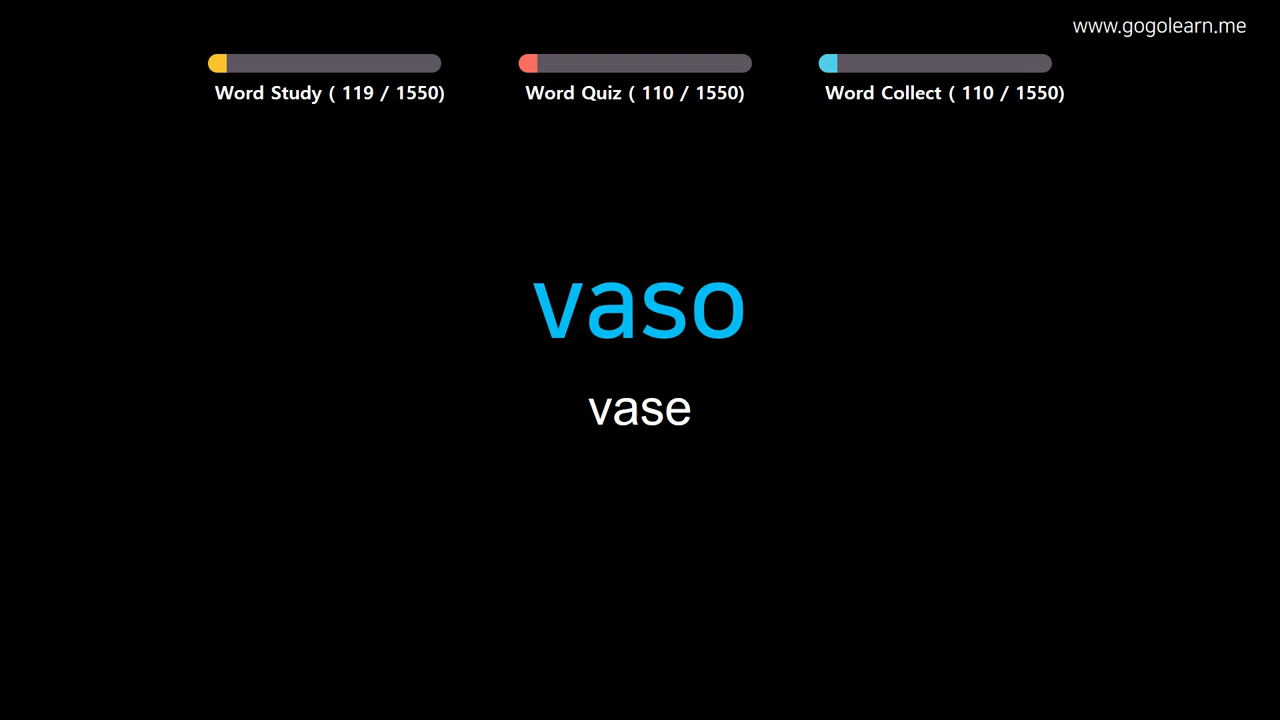 www.gogolearn.me
Word Study ( 119 / 1550)
Word Quiz ( 110 / 1550)
Word Collect ( 110 / 1550)
vaso
vase